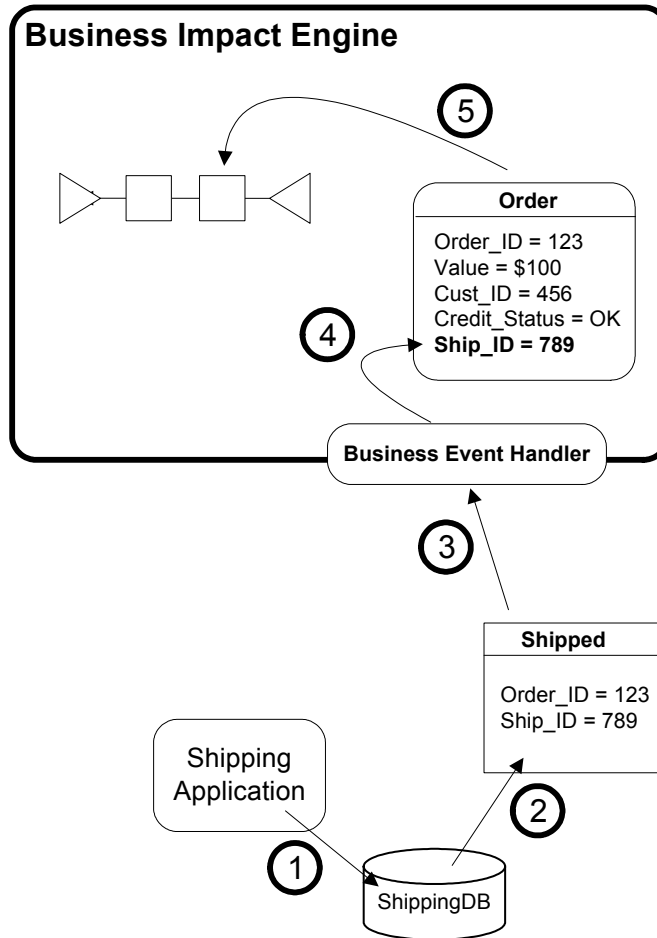 Business Impact Engine
5
Order
Order_ID = 123
Value = $100
Cust_ID = 456
Credit_Status = OK
Ship_ID = 789
4
Business Event Handler
3
Shipped
Order_ID = 123
Ship_ID = 789
Shipping
Application
2
1
ShippingDB